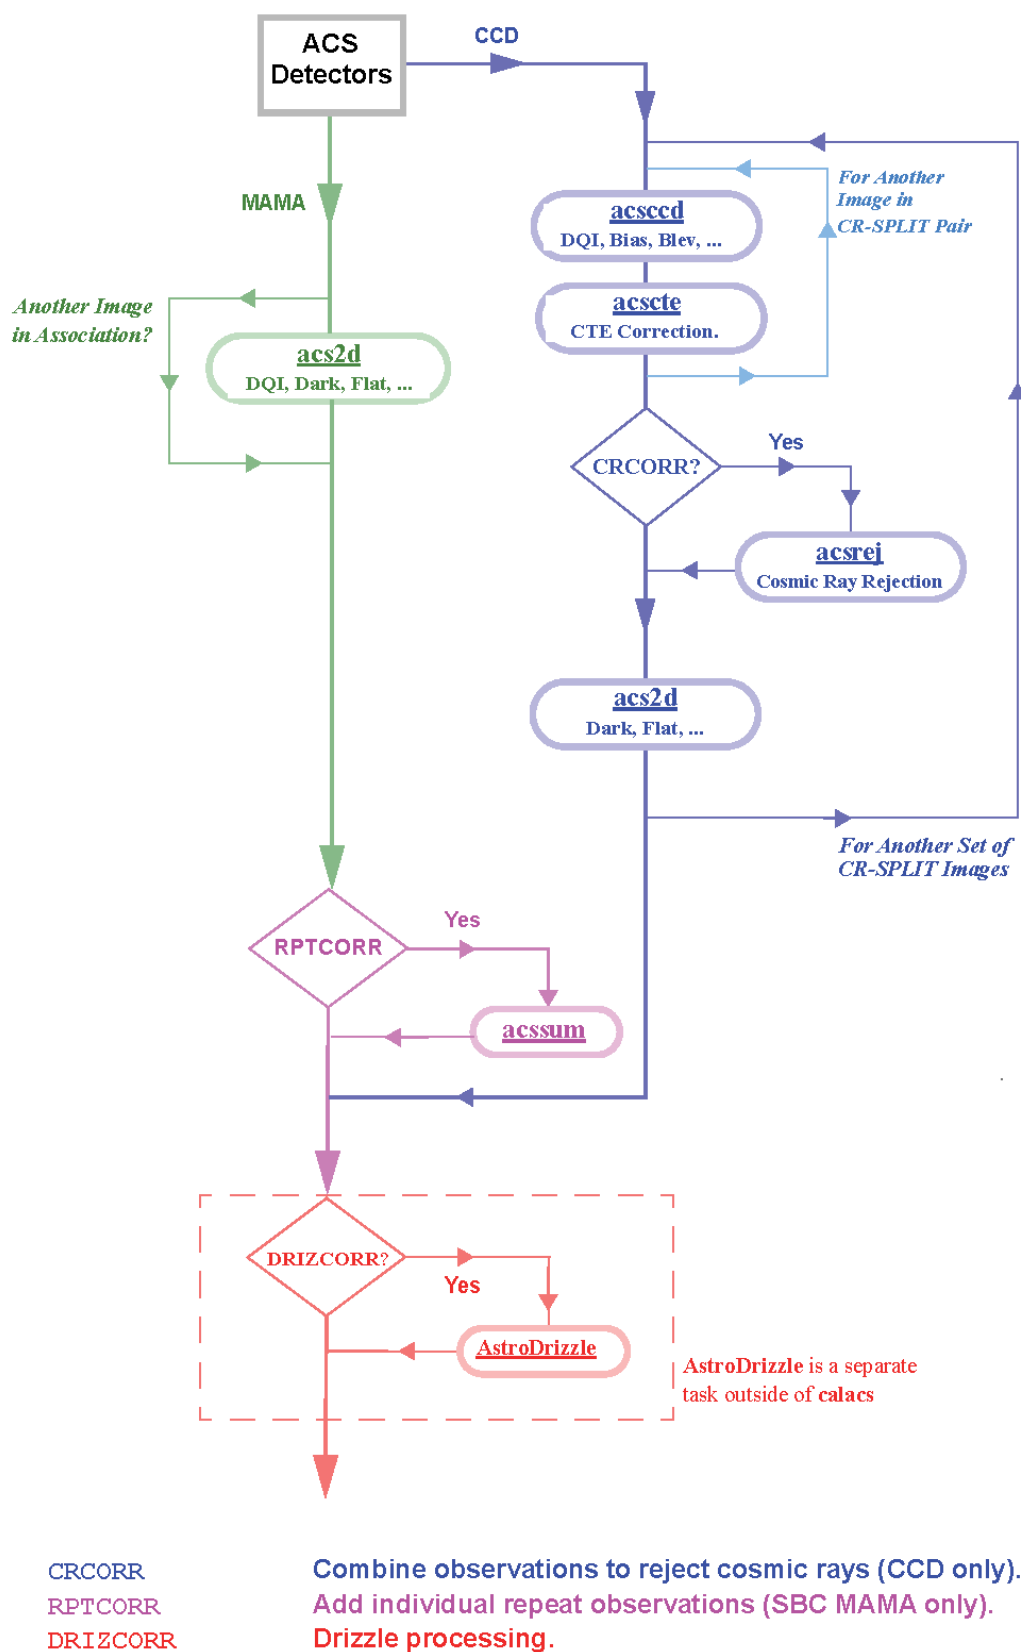 ACS
Detectors
CCD
MAMA
For Another
Image in
CR-SPLIT Pair
acsccd
DQI, Bias, Blev, ...
acscte
CTE Correction.
Another Image
in Association?
acs2d
DQI, Dark, Flat, ...
CRCORR?
Yes
acsrej
Cosmic Ray Rejection
acs2d
Dark, Flat, ...
For Another Set of
CR-SPLIT Images
RPTCORR
Yes
acssum
DRIZCORR?
Yes
AstroDrizzle
AstroDrizzle is a separate
task outside of calacs
CRCORR Combine observations to reject cosmic rays (CCD only).
RPTCORR Add individual repeat observations (SBC MAMA only).
DRIZCORR Drizzle processing.